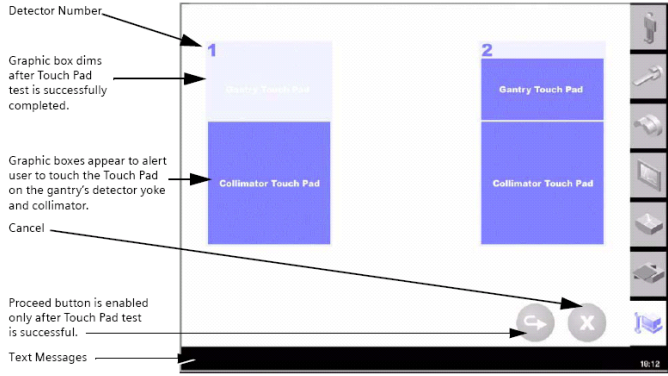 Detector Number
Graphic box dims
after Touch Pad
test is successfully
completed.
Graphic boxes appear to alert
user to touch the Touch Pad
on the gantry's detector yoke
and collimator.
Cancel
Proceed button is enabled
only after Touch Pad test
is successful.
Text Messages
1
Gantry Touch Pad
Collimator Touch Pad
2
Gantry Touch Pad
Collimator Touch Pad
X
16:12